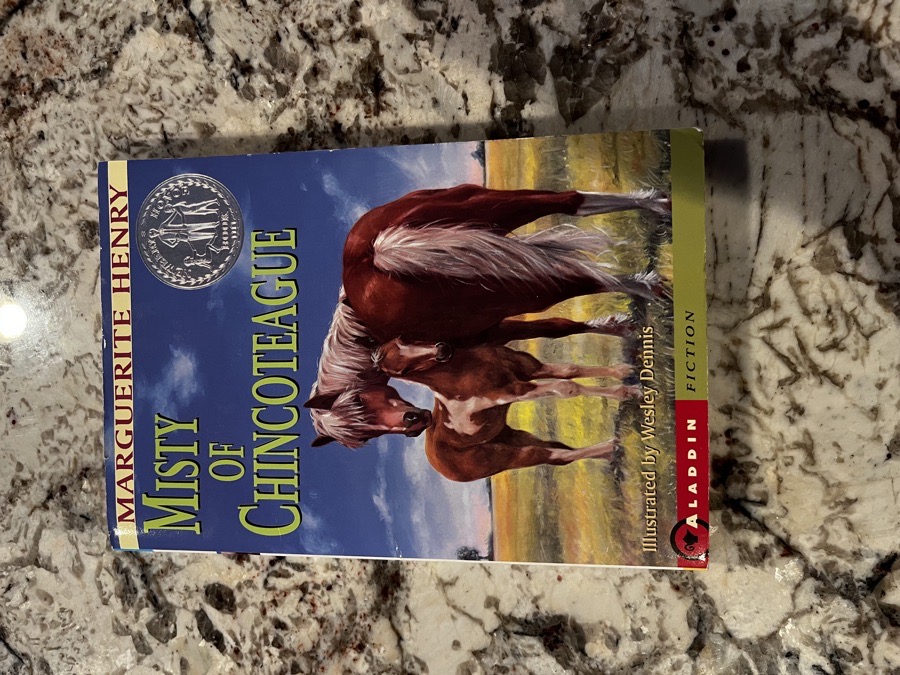 MARGUERITE HENRY
MISTY
OF
CHINCOTEAGUE
Illustrated by Wesley Dennis
ALADDIN
FICTION